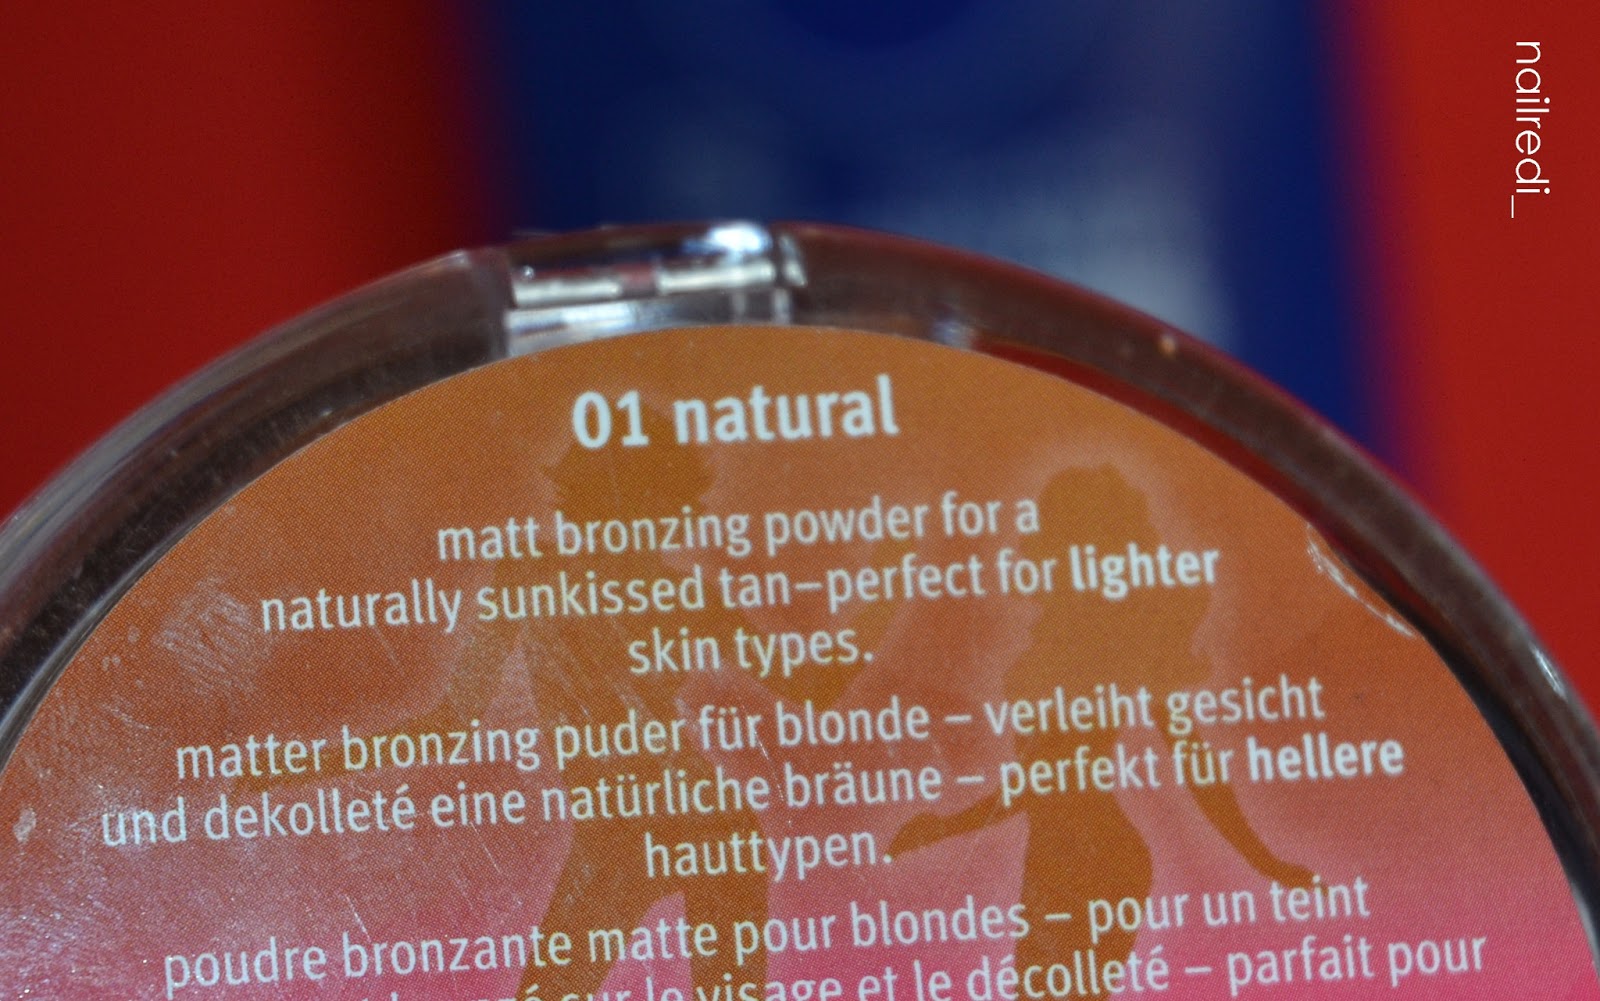 nailredi_
01 natural
matt bronzing powder for a
naturally sunkissed tan–perfect for lighter
skin types.
matter bronzing puder für blonde – verleiht gesicht
und dekolleté eine natürliche bräune – perfekt für hellere
hauttypen.
poudre bronzante matte pour blondes – pour un teint
sur le visage et le décolleté – parfait pour